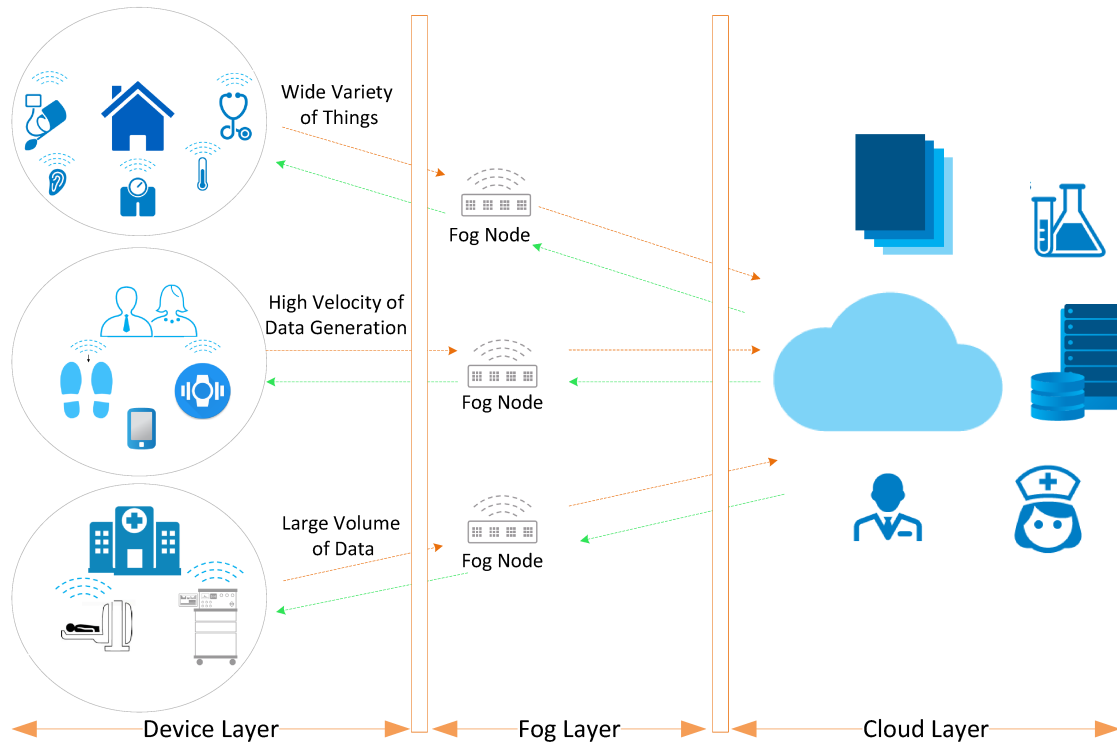 Wide Variety
of Things
Fog Node
High Velocity of
Data Generation
Fog Node
Large Volume
of Data
Fog Node
Device Layer
Fog Layer
Cloud Layer